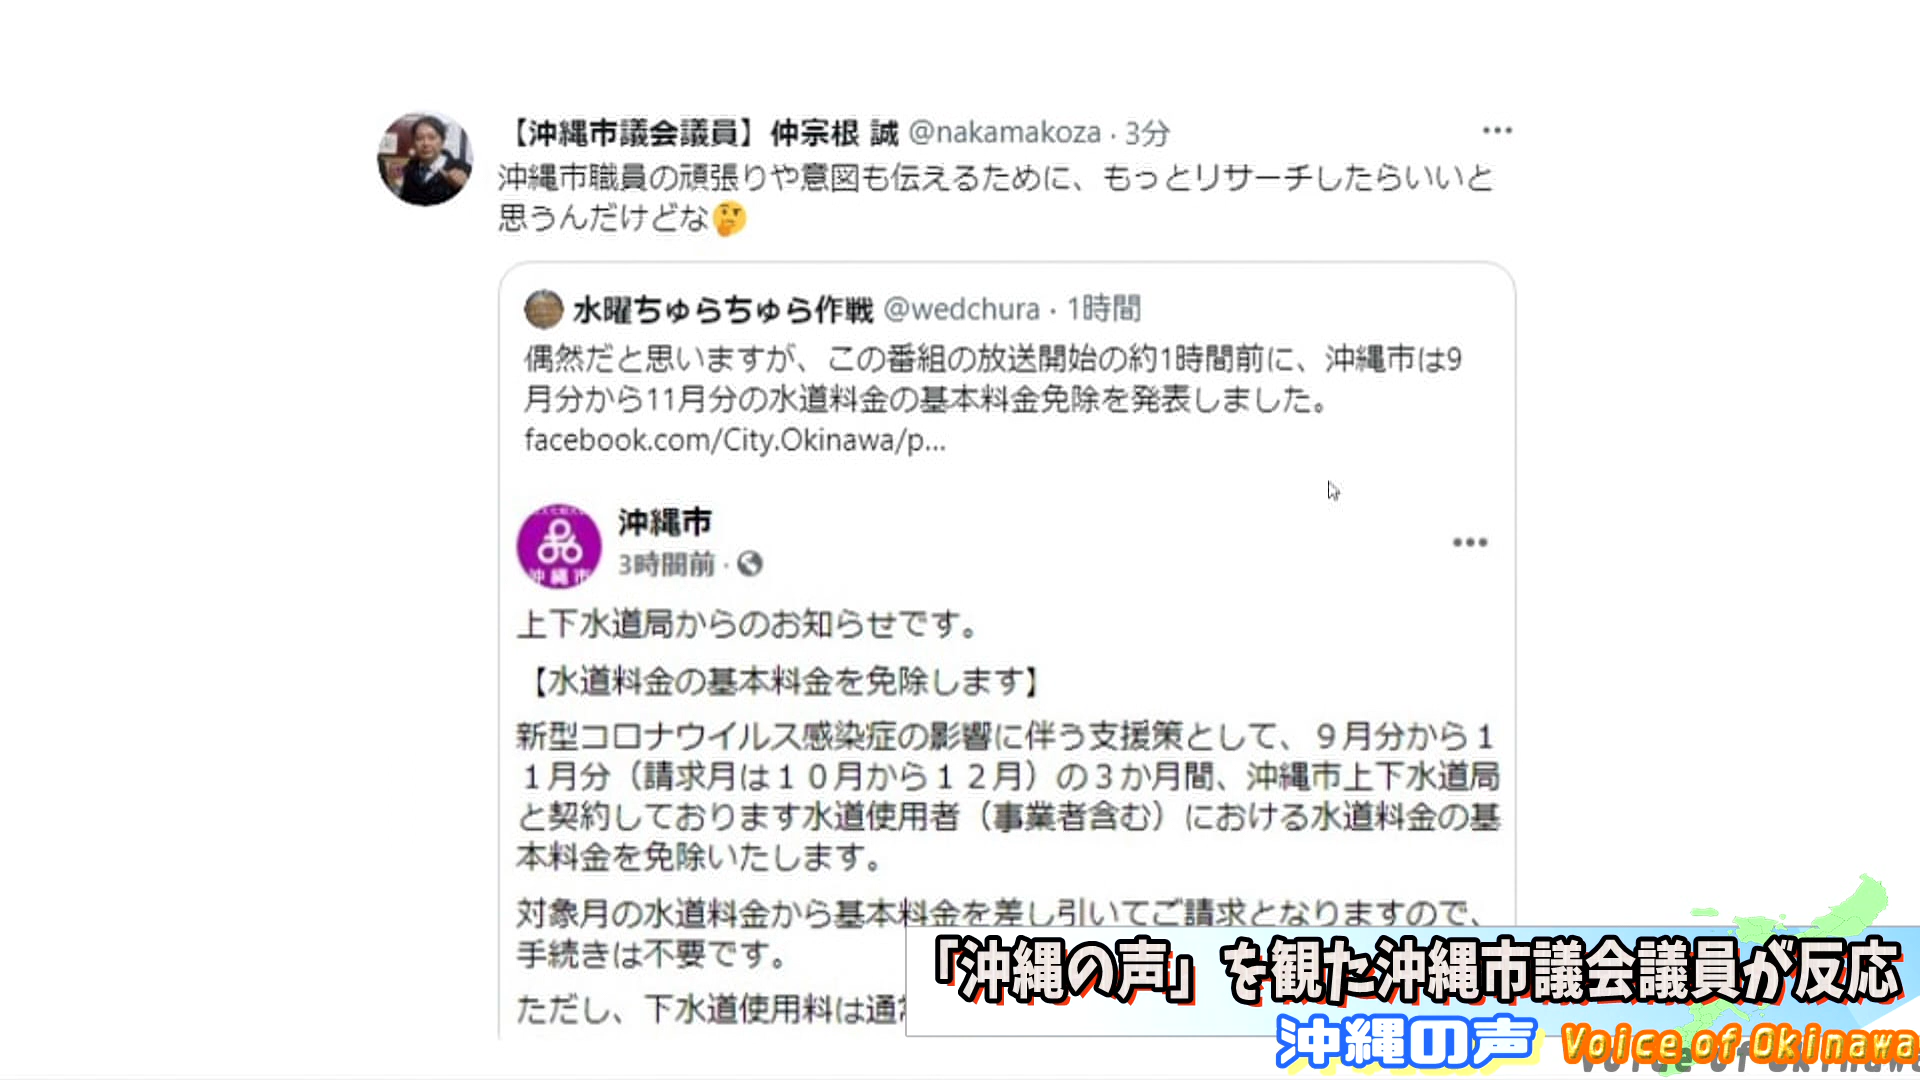 【沖縄市議会議員】仲宗根 誠 @nakamakoza · 3分
沖縄市職員の頑張りや意図も伝えるために、もっとリサーチしたらいいと
思うんだけどな🤔
水曜ちゅらちゅら作戦 @wedchura · 1時間
偶然だと思いますが、この番組の放送開始の約1時間前に、沖縄市は9
月分から11月分の水道料金の基本料金免除を発表しました。
facebook.com/City.Okinawa/p...
沖縄市
沖縄市
3時間前 ·
上下水道局からのお知らせです。
【水道料金の基本料金を免除します】
新型コロナウイルス感染症の影響に伴う支援策として、９月分から１
１月分（請求月は１０月から１２月）の３か月間、沖縄市上下水道局
と契約しております水道使用者（事業者含む）における水道料金の基
本料金を免除いたします。
対象月の水道料金から基本料金を差し引いてご請求となりますので、
手続きは不要です。
ただし、下水道使用料は通
「沖縄の声」を観た沖縄市議会議員が反応
沖縄の声 Voice of Okinawa